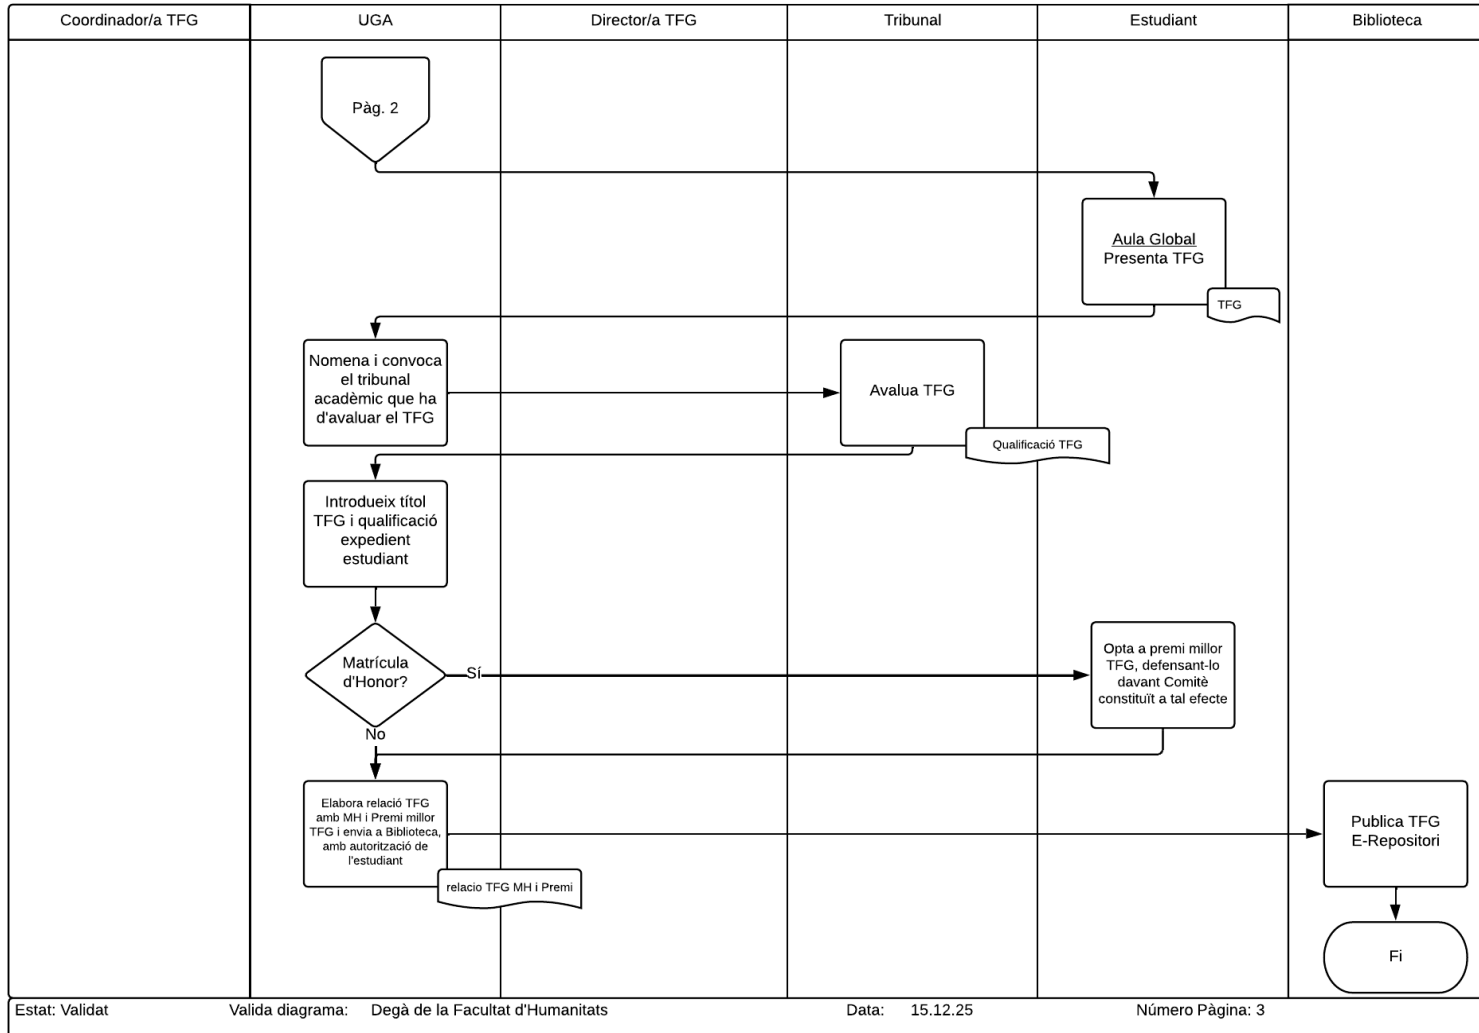 Coordinador/a TFG
UGA
Director/a TFG
Tribunal
Estudiant
Biblioteca
Pàg. 2
Aula Global
Presenta TFG
TFG
Nomena i convoca
el tribunal
acadèmic que ha
d'avaluar el TFG
Avalua TFG
Qualificació TFG
Introdueix títol
TFG i qualificació
expedient
estudiant
Matrícula
d'Honor?
Sí
No
Opta a premi millor
TFG, defensant-lo
davant Comitè
constituït a tal efecte
Elabora relació TFG
amb MH i Premi millor
TFG i envia a Biblioteca,
amb autorització de
l'estudiant
relacio TFG MH i Premi
Publica TFG
E-Repositori
Fi
Estat: Validat
Valida diagrama: Degà de la Facultat d'Humanitats
Data: 15.12.25
Número Pàgina: 3